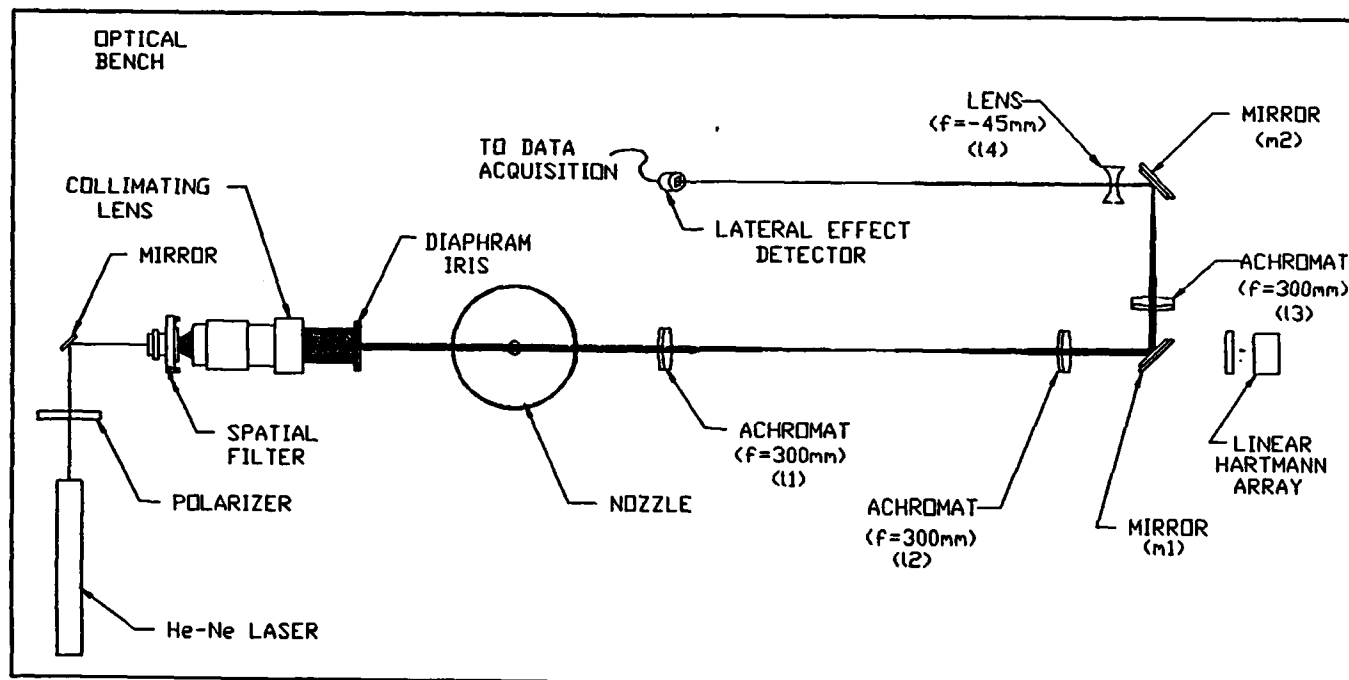 OPTICAL
BENCH
LENS
(f=-45mm)
(l4)
MIRROR
(m2)
TO DATA
ACQUISITION
COLLIMATING
LENS
LATERAL EFFECT
DETECTOR
DIAPHRAM
IRIS
MIRROR
ACHROMAT
(f=300mm)
(l3)
SPATIAL
FILTER
ACHROMAT
(f=300mm)
(l1)
LINEAR
HARTMANN
ARRAY
POLARIZER
NOZZLE
ACHROMAT
(f=300mm)
(l2)
MIRROR
(m1)
He-Ne LASER